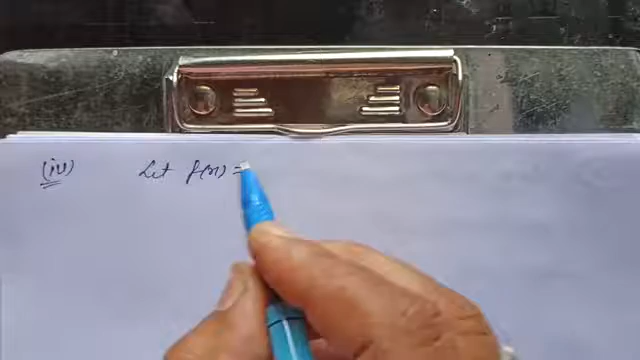 (iv) Let f(x) =